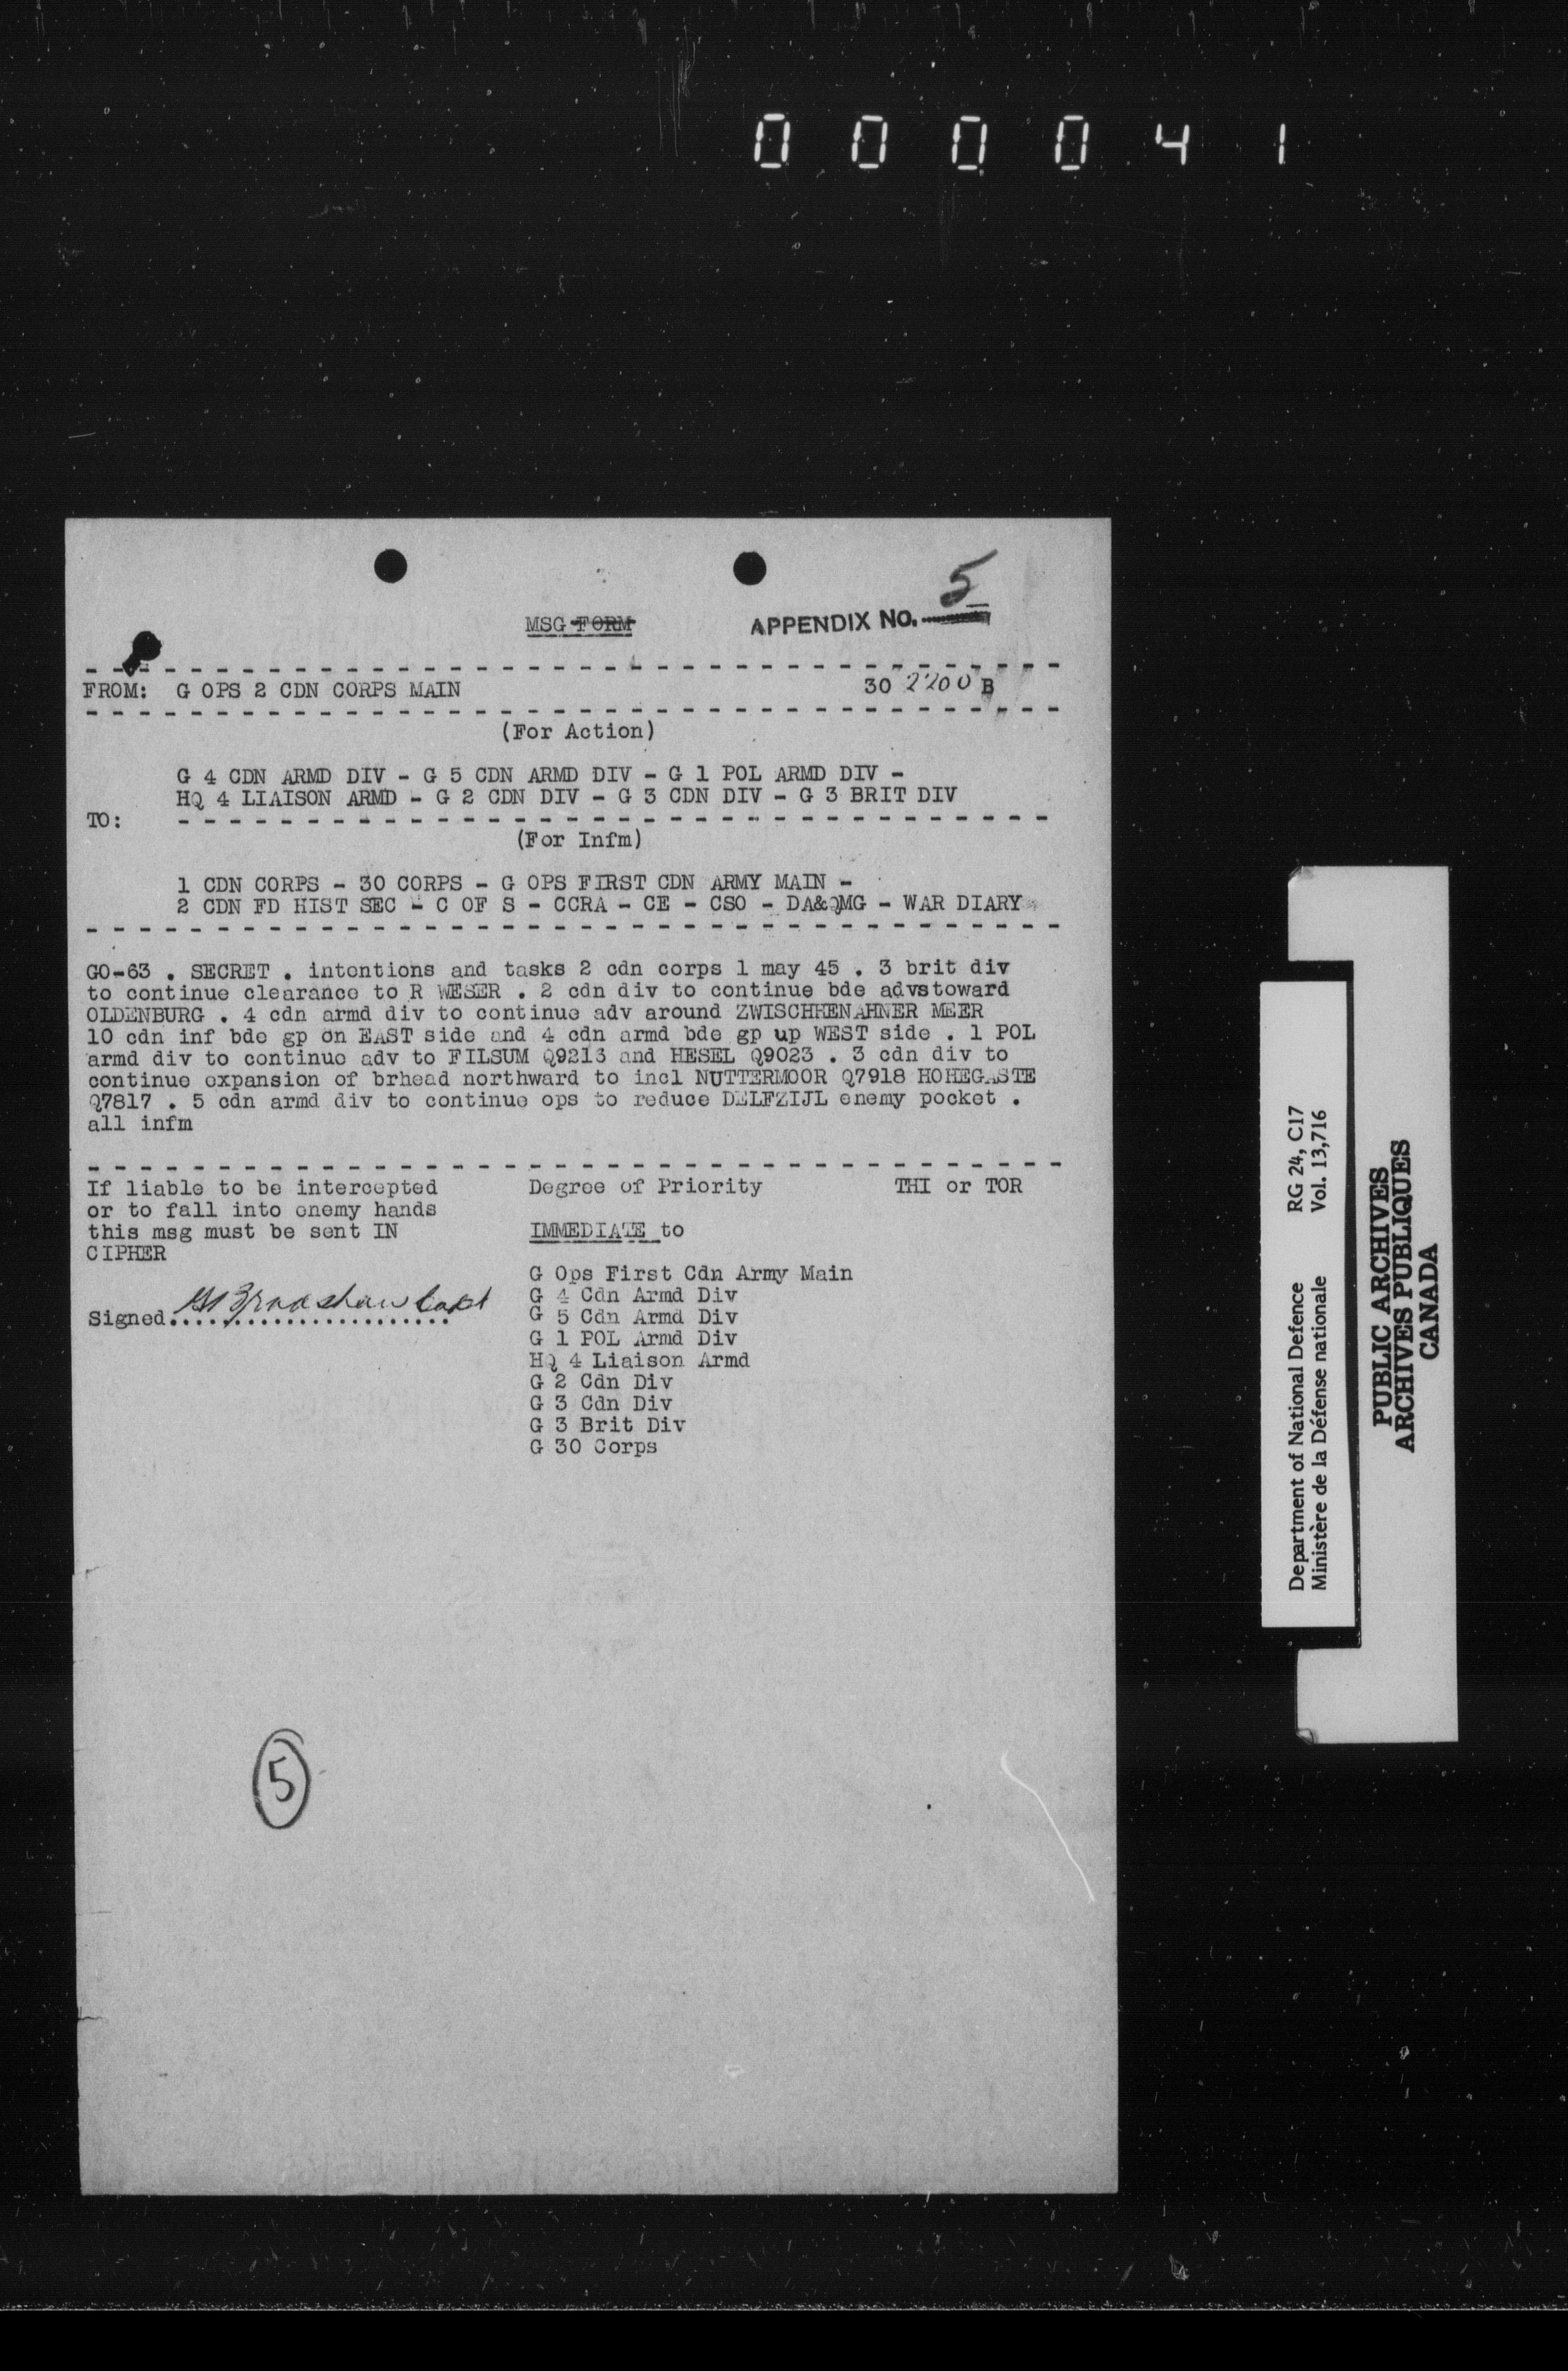 000041
5
MSG FORM
APPENDIX NO.
FROM: G OPS 2 CDN CORPS MAIN 30 2200 B
(For Action)
G 4 CDN ARMD DIV - G 5 CDN ARMD DIV - G 1 POL ARMD DIV -
HQ 4 LIAISON ARMD - G 2 CDN DIV - G 3 CDN DIV - G 3 BRIT DIV
TO:
(For Infm)
1 CDN CORPS - 30 CORPS - G OPS FIRST CDN ARMY MAIN -
2 CDN FD HIST SEC - C OF S - CCRA - CE - CSO - DA&QMG - WAR DIARY
GO-63 . SECRET . intentions and tasks 2 cdn corps 1 may 45 . 3 brit div
to continue clearance to R WESER . 2 cdn div to continue bde advstoward
OLDENBURG . 4 cdn armd div to continue adv around ZWISCHHENAHNER MEER
10 cdn inf bde gp on EAST side and 4 cdn armd bde gp up WEST side . 1 POL
armd div to continue adv to FILSUM Q9213 and HESEL Q9023 . 3 cdn div to
continue expansion of brhead northward to incl NUTTERMOOR Q7918 HOHEGASTE
Q7817 . 5 cdn armd div to continue ops to reduce DELFZIJL enemy pocket .
all infm
If liable to be intercepted
or to fall into enemy hands
this msg must be sent IN
CIPHER
Signed Bradshaw Capt
Degree of Priority THI or TOR
IMMEDIATE to
G Ops First Cdn Army Main
G 4 Cdn Armd Div
G 5 Cdn Armd Div
G 1 POL Armd Div
HQ 4 Liaison Armd
G 2 Cdn Div
G 3 Cdn Div
G 3 Brit Div
G 30 Corps
5
Department of National Defence RG 24, C17
Ministère de la Défense nationale Vol. 13,716
PUBLIC ARCHIVES
ARCHIVES PUBLIQUES
CANADA